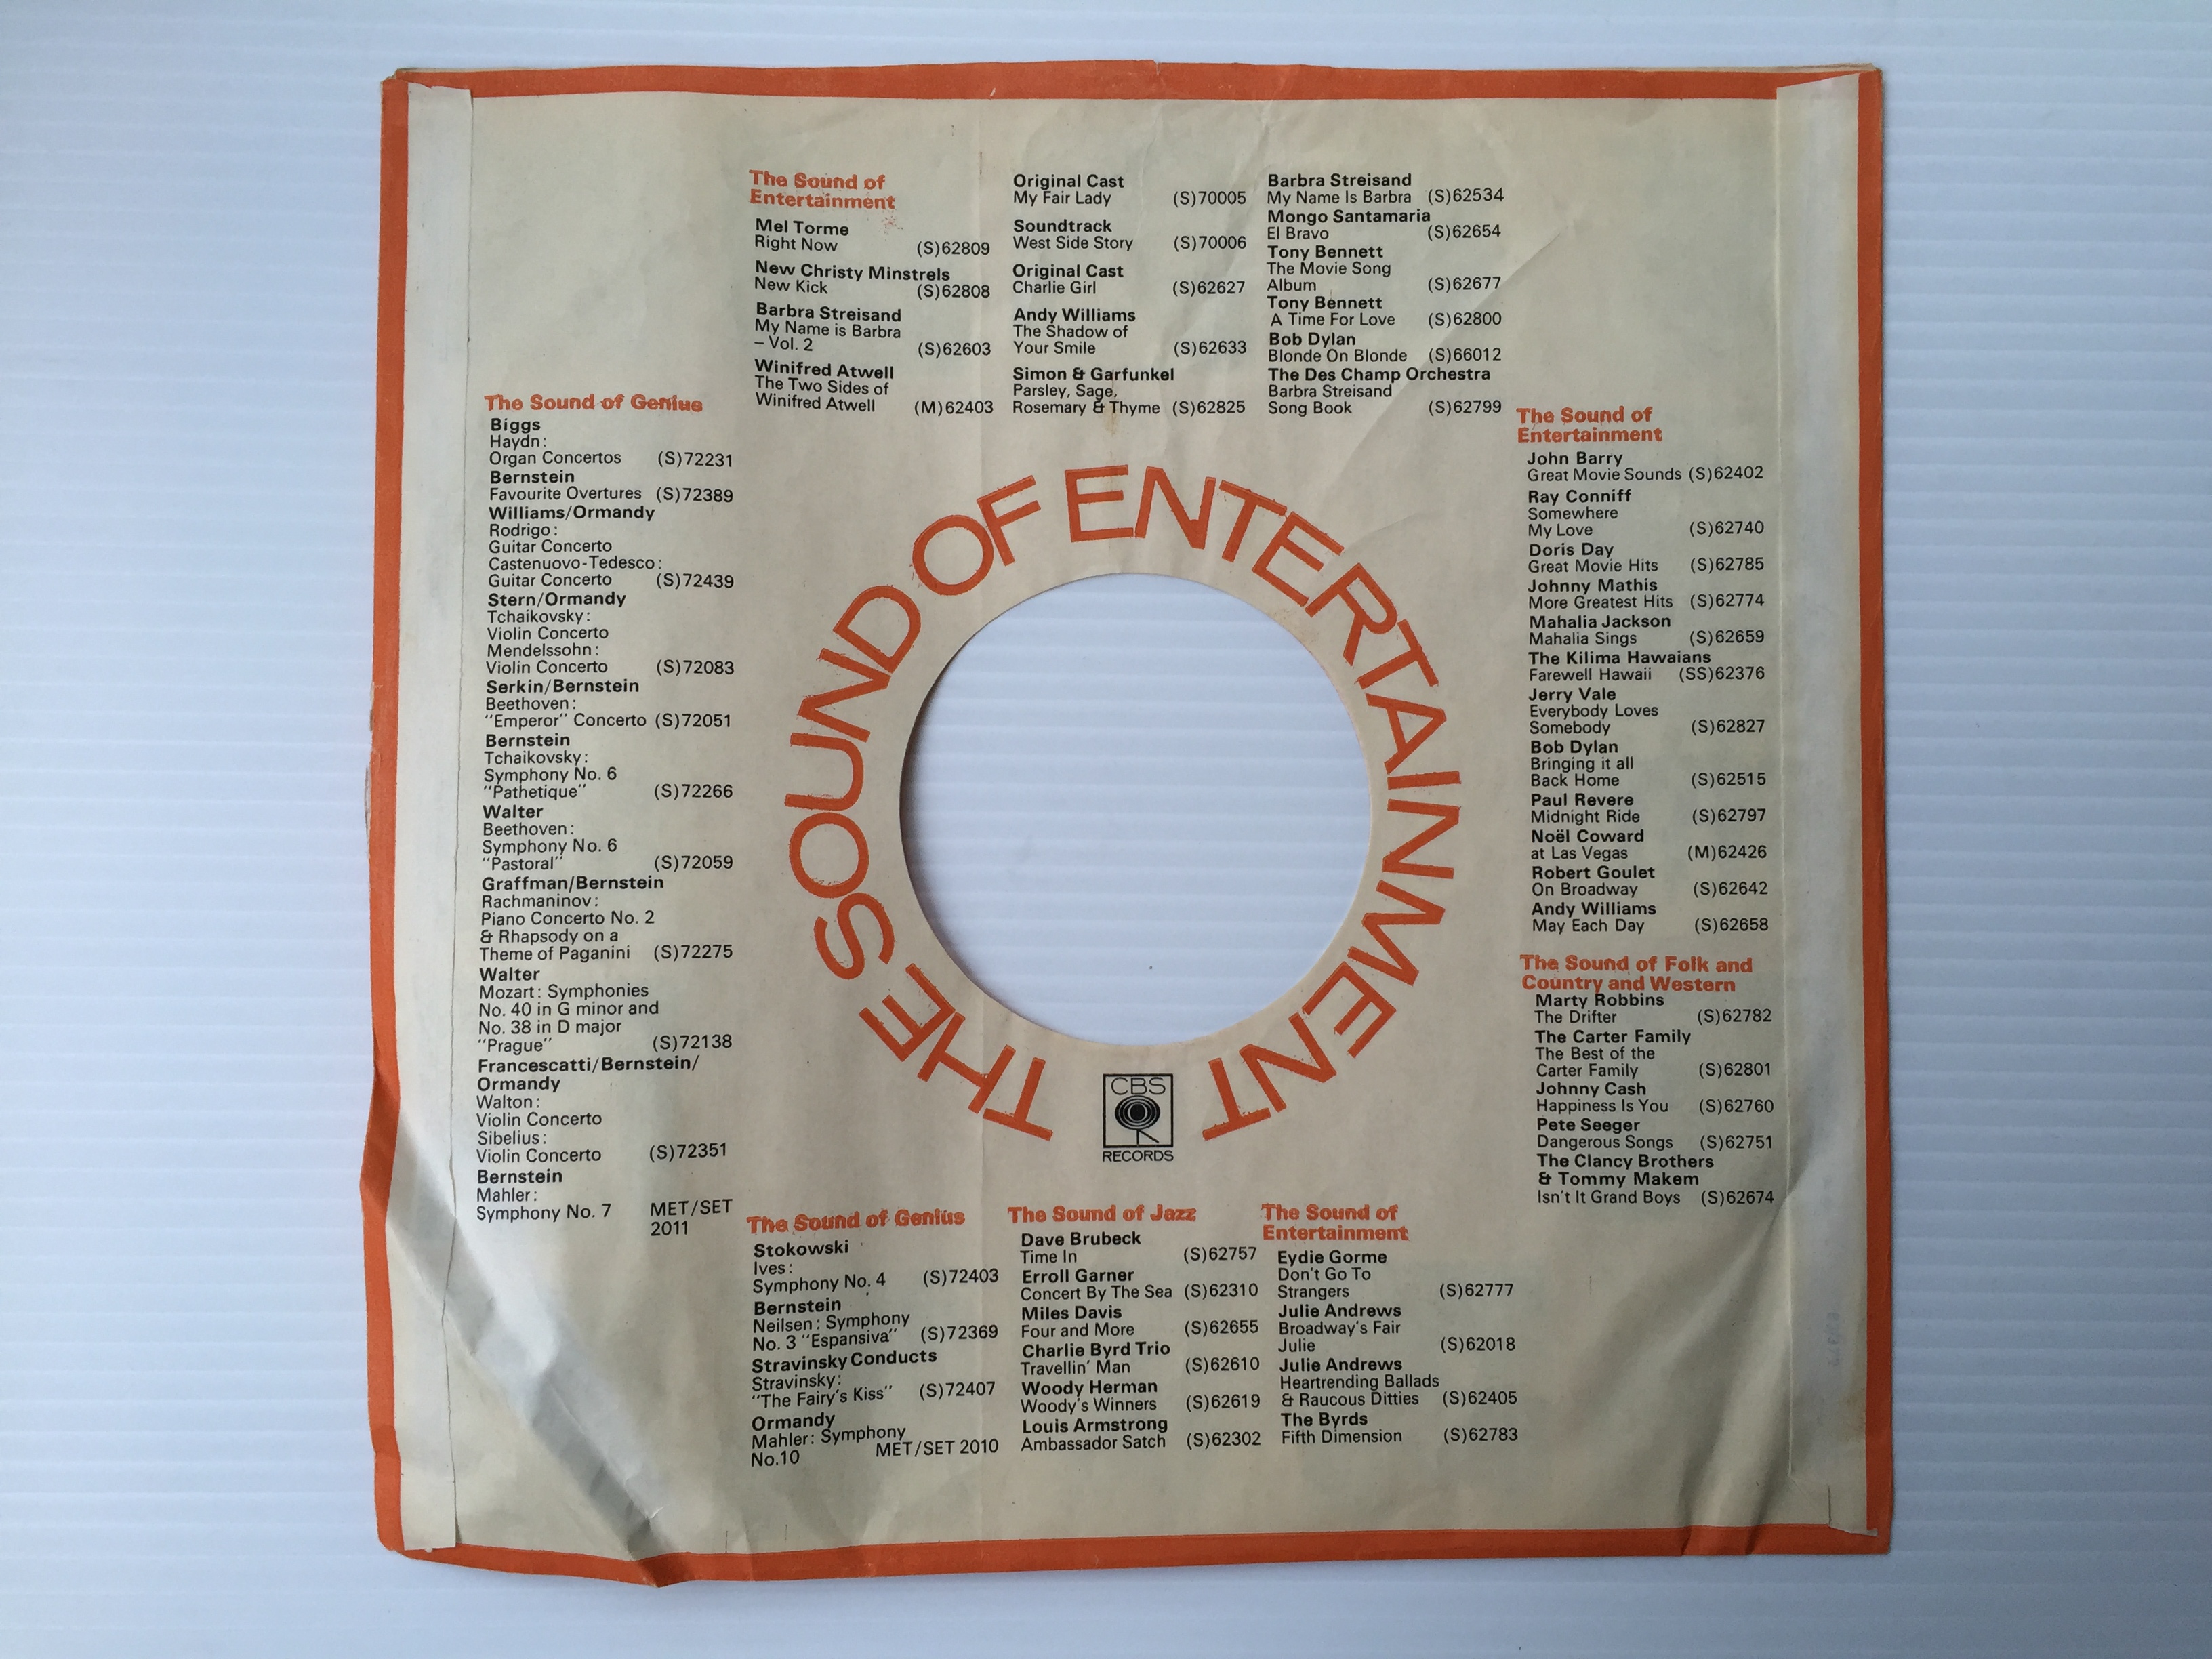 The Sound of
Entertainment
Mel Torme
Right Now (S)62809
New Christy Minstrels
New Kick (S)62808
Barbra Streisand
My Name is Barbra
– Vol. 2 (S)62603
Winifred Atwell
The Two Sides of
Winifred Atwell (M)62403
Original Cast
My Fair Lady (S)70005
Soundtrack
West Side Story (S)70006
Original Cast
Charlie Girl (S)62627
Andy Williams
The Shadow of
Your Smile (S)62633
Simon & Garfunkel
Parsley, Sage,
Rosemary & Thyme (S)62825
Barbra Streisand
My Name Is Barbra (S)62534
Mongo Santamaria
El Bravo (S)62654
Tony Bennett
The Movie Song
Album (S)62677
Tony Bennett
A Time For Love (S)62800
Bob Dylan
Blonde On Blonde (S)66012
The Des Champ Orchestra
Barbra Streisand
Song Book (S)62799
The Sound of Genius
Biggs
Haydn:
Organ Concertos (S)72231
Bernstein
Favourite Overtures (S)72389
Williams/Ormandy
Rodrigo:
Guitar Concerto
Castenuovo-Tedesco:
Guitar Concerto (S)72439
Stern/Ormandy
Tchaikovsky:
Violin Concerto
Mendelssohn:
Violin Concerto (S)72083
Serkin/Bernstein
Beethoven:
"Emperor" Concerto (S)72051
Bernstein
Tchaikovsky:
Symphony No. 6
"Pathetique" (S)72266
Walter
Beethoven:
Symphony No. 6
"Pastoral" (S)72059
Graffman/Bernstein
Rachmaninov:
Piano Concerto No. 2
& Rhapsody on a
Theme of Paganini (S)72275
Walter
Mozart: Symphonies
No. 40 in G minor and
No. 38 in D major
"Prague" (S)72138
Francescatti/Bernstein/
Ormandy
Walton:
Violin Concerto
Sibelius:
Violin Concerto (S)72351
Bernstein
Mahler:
Symphony No. 7 MET/SET
2011
THE SOUND OF ENTERTAINMENT
CBS
RECORDS
The Sound of
Entertainment
John Barry
Great Movie Sounds (S)62402
Ray Conniff
Somewhere
My Love (S)62740
Doris Day
Great Movie Hits (S)62785
Johnny Mathis
More Greatest Hits (S)62774
Mahalia Jackson
Mahalia Sings (S)62659
The Kilima Hawaians
Farewell Hawaii (SS)62376
Jerry Vale
Everybody Loves
Somebody (S)62827
Bob Dylan
Bringing it all
Back Home (S)62515
Paul Revere
Midnight Ride (S)62797
Noël Coward
at Las Vegas (M)62426
Robert Goulet
On Broadway (S)62642
Andy Williams
May Each Day (S)62658
The Sound of Folk and
Country and Western
Marty Robbins
The Drifter (S)62782
The Carter Family
The Best of the
Carter Family (S)62801
Johnny Cash
Happiness Is You (S)62760
Pete Seeger
Dangerous Songs (S)62751
The Clancy Brothers
& Tommy Makem
Isn't It Grand Boys (S)62674
The Sound of Genius
Stokowski
Ives:
Symphony No. 4 (S)72403
Bernstein
Neilsen: Symphony
No. 3 "Espansiva" (S)72369
Stravinsky Conducts
Stravinsky:
"The Fairy's Kiss" (S)72407
Ormandy
Mahler: Symphony
No.10 MET/SET 2010
The Sound of Jazz
Dave Brubeck
Time In (S)62757
Erroll Garner
Concert By The Sea (S)62310
Miles Davis
Four and More (S)62655
Charlie Byrd Trio
Travellin' Man (S)62610
Woody Herman
Woody's Winners (S)62619
Louis Armstrong
Ambassador Satch (S)62302
The Sound of
Entertainment
Eydie Gorme
Don't Go To
Strangers (S)62777
Julie Andrews
Broadway's Fair
Julie (S)62018
Julie Andrews
Heartrending Ballads
& Raucous Ditties (S)62405
The Byrds
Fifth Dimension (S)62783